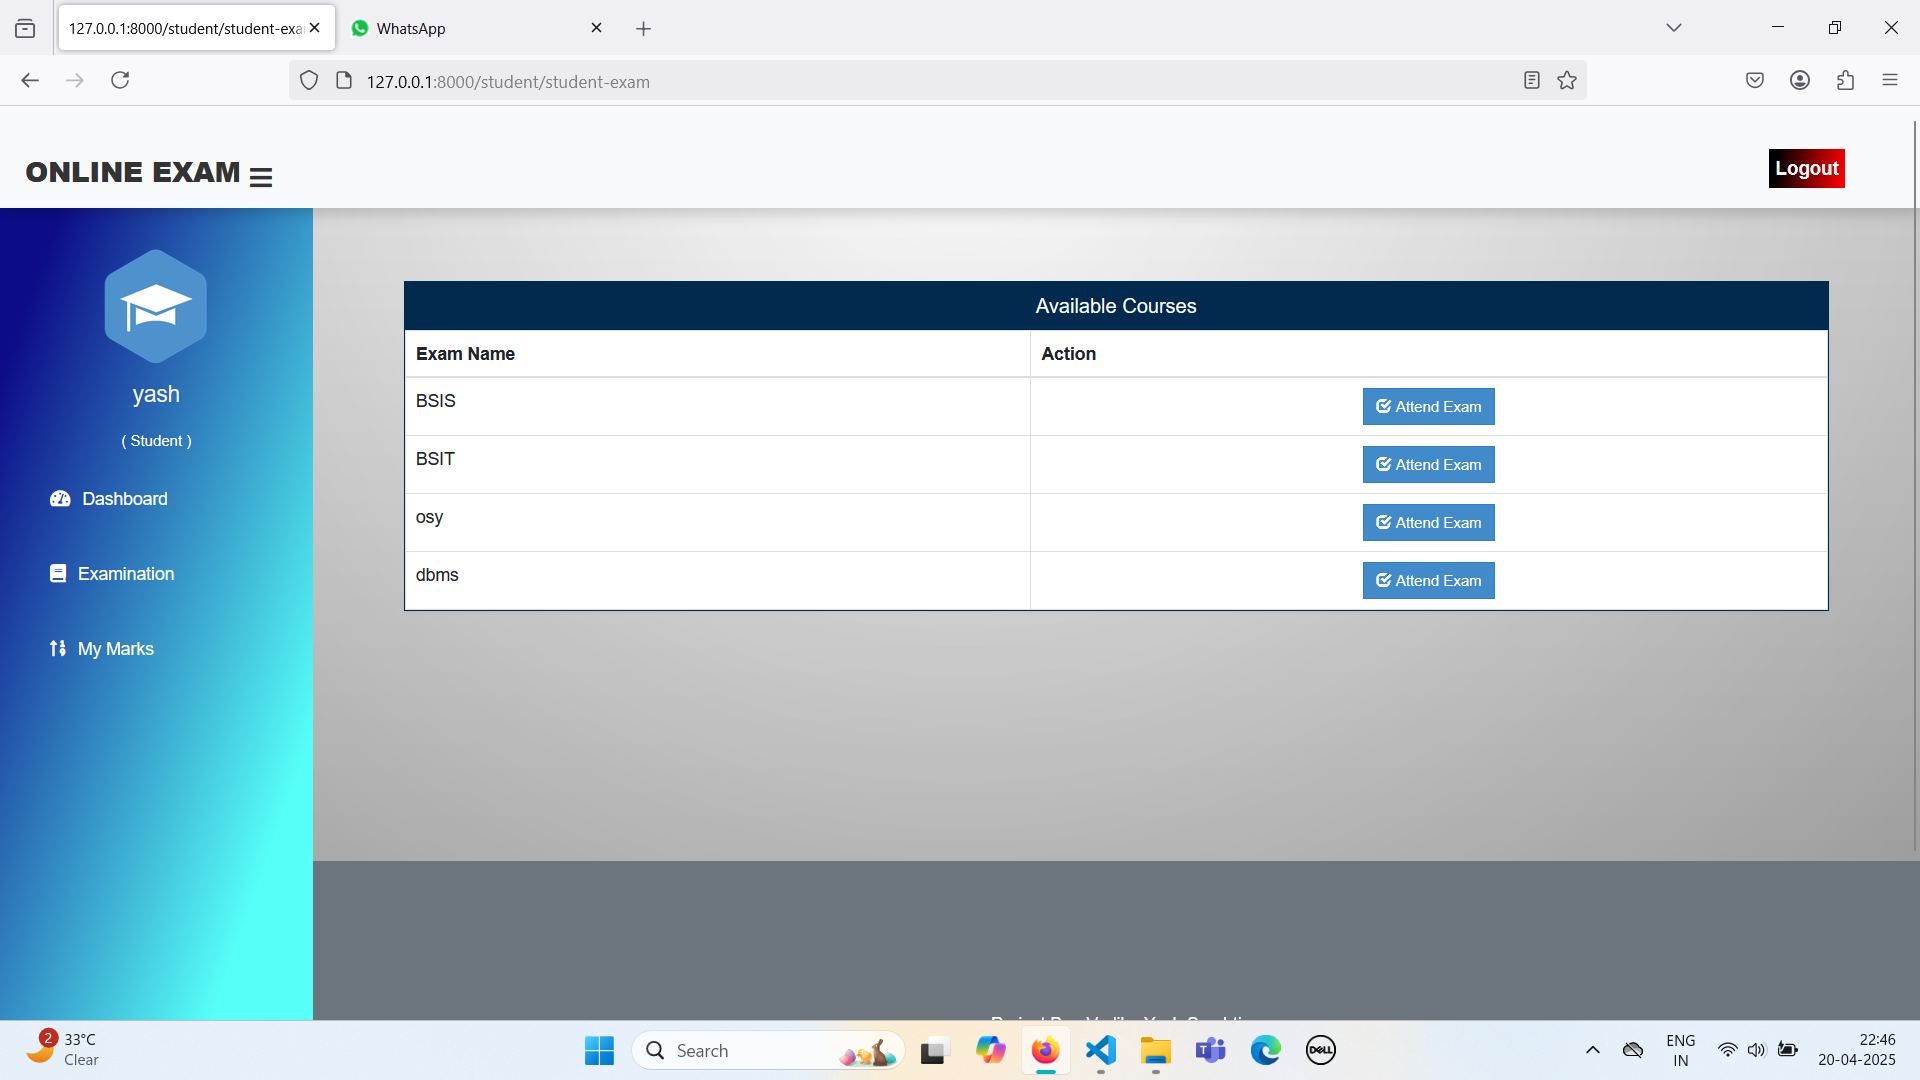 127.0.0.1:8000/student/student-exa
WhatsApp
127.0.0.1:8000/student/student-exam
ONLINE EXAM
Logout
yash
( Student )
Dashboard
Examination
My Marks
Available Courses
Exam Name Action
BSIS Attend Exam
BSIT Attend Exam
osy Attend Exam
dbms Attend Exam
2
33°C
Clear
Search
DELL
ENG
IN
22:46
20-04-2025